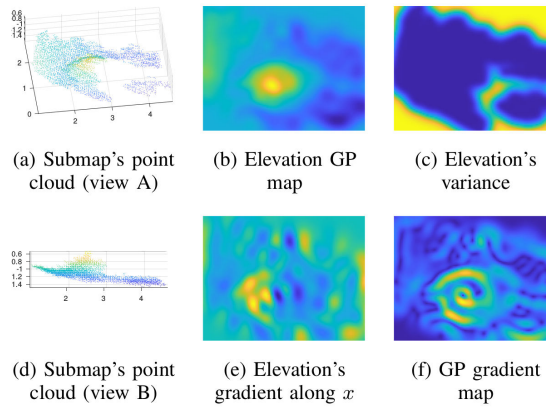 0.6
0.8
-1
1.2
1.4
4
3
2
2
1
0
(a) Submap's point
cloud (view A)
(b) Elevation GP
map
(c) Elevation's
variance
0.6
0.8
-1
1.2
1.4
2
3
4
(d) Submap's point
cloud (view B)
(e) Elevation's
gradient along x
(f) GP gradient
map